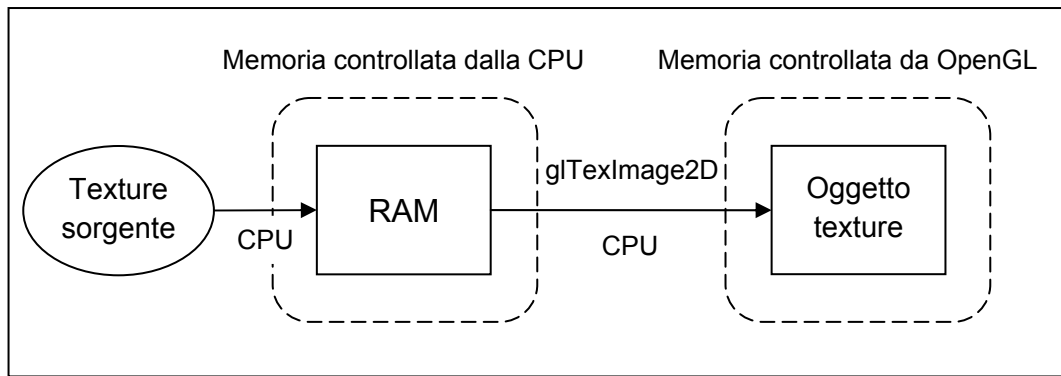 Memoria controllata dalla CPU
Memoria controllata da OpenGL
Texture
sorgente
CPU
RAM
glTexImage2D
CPU
Oggetto
texture